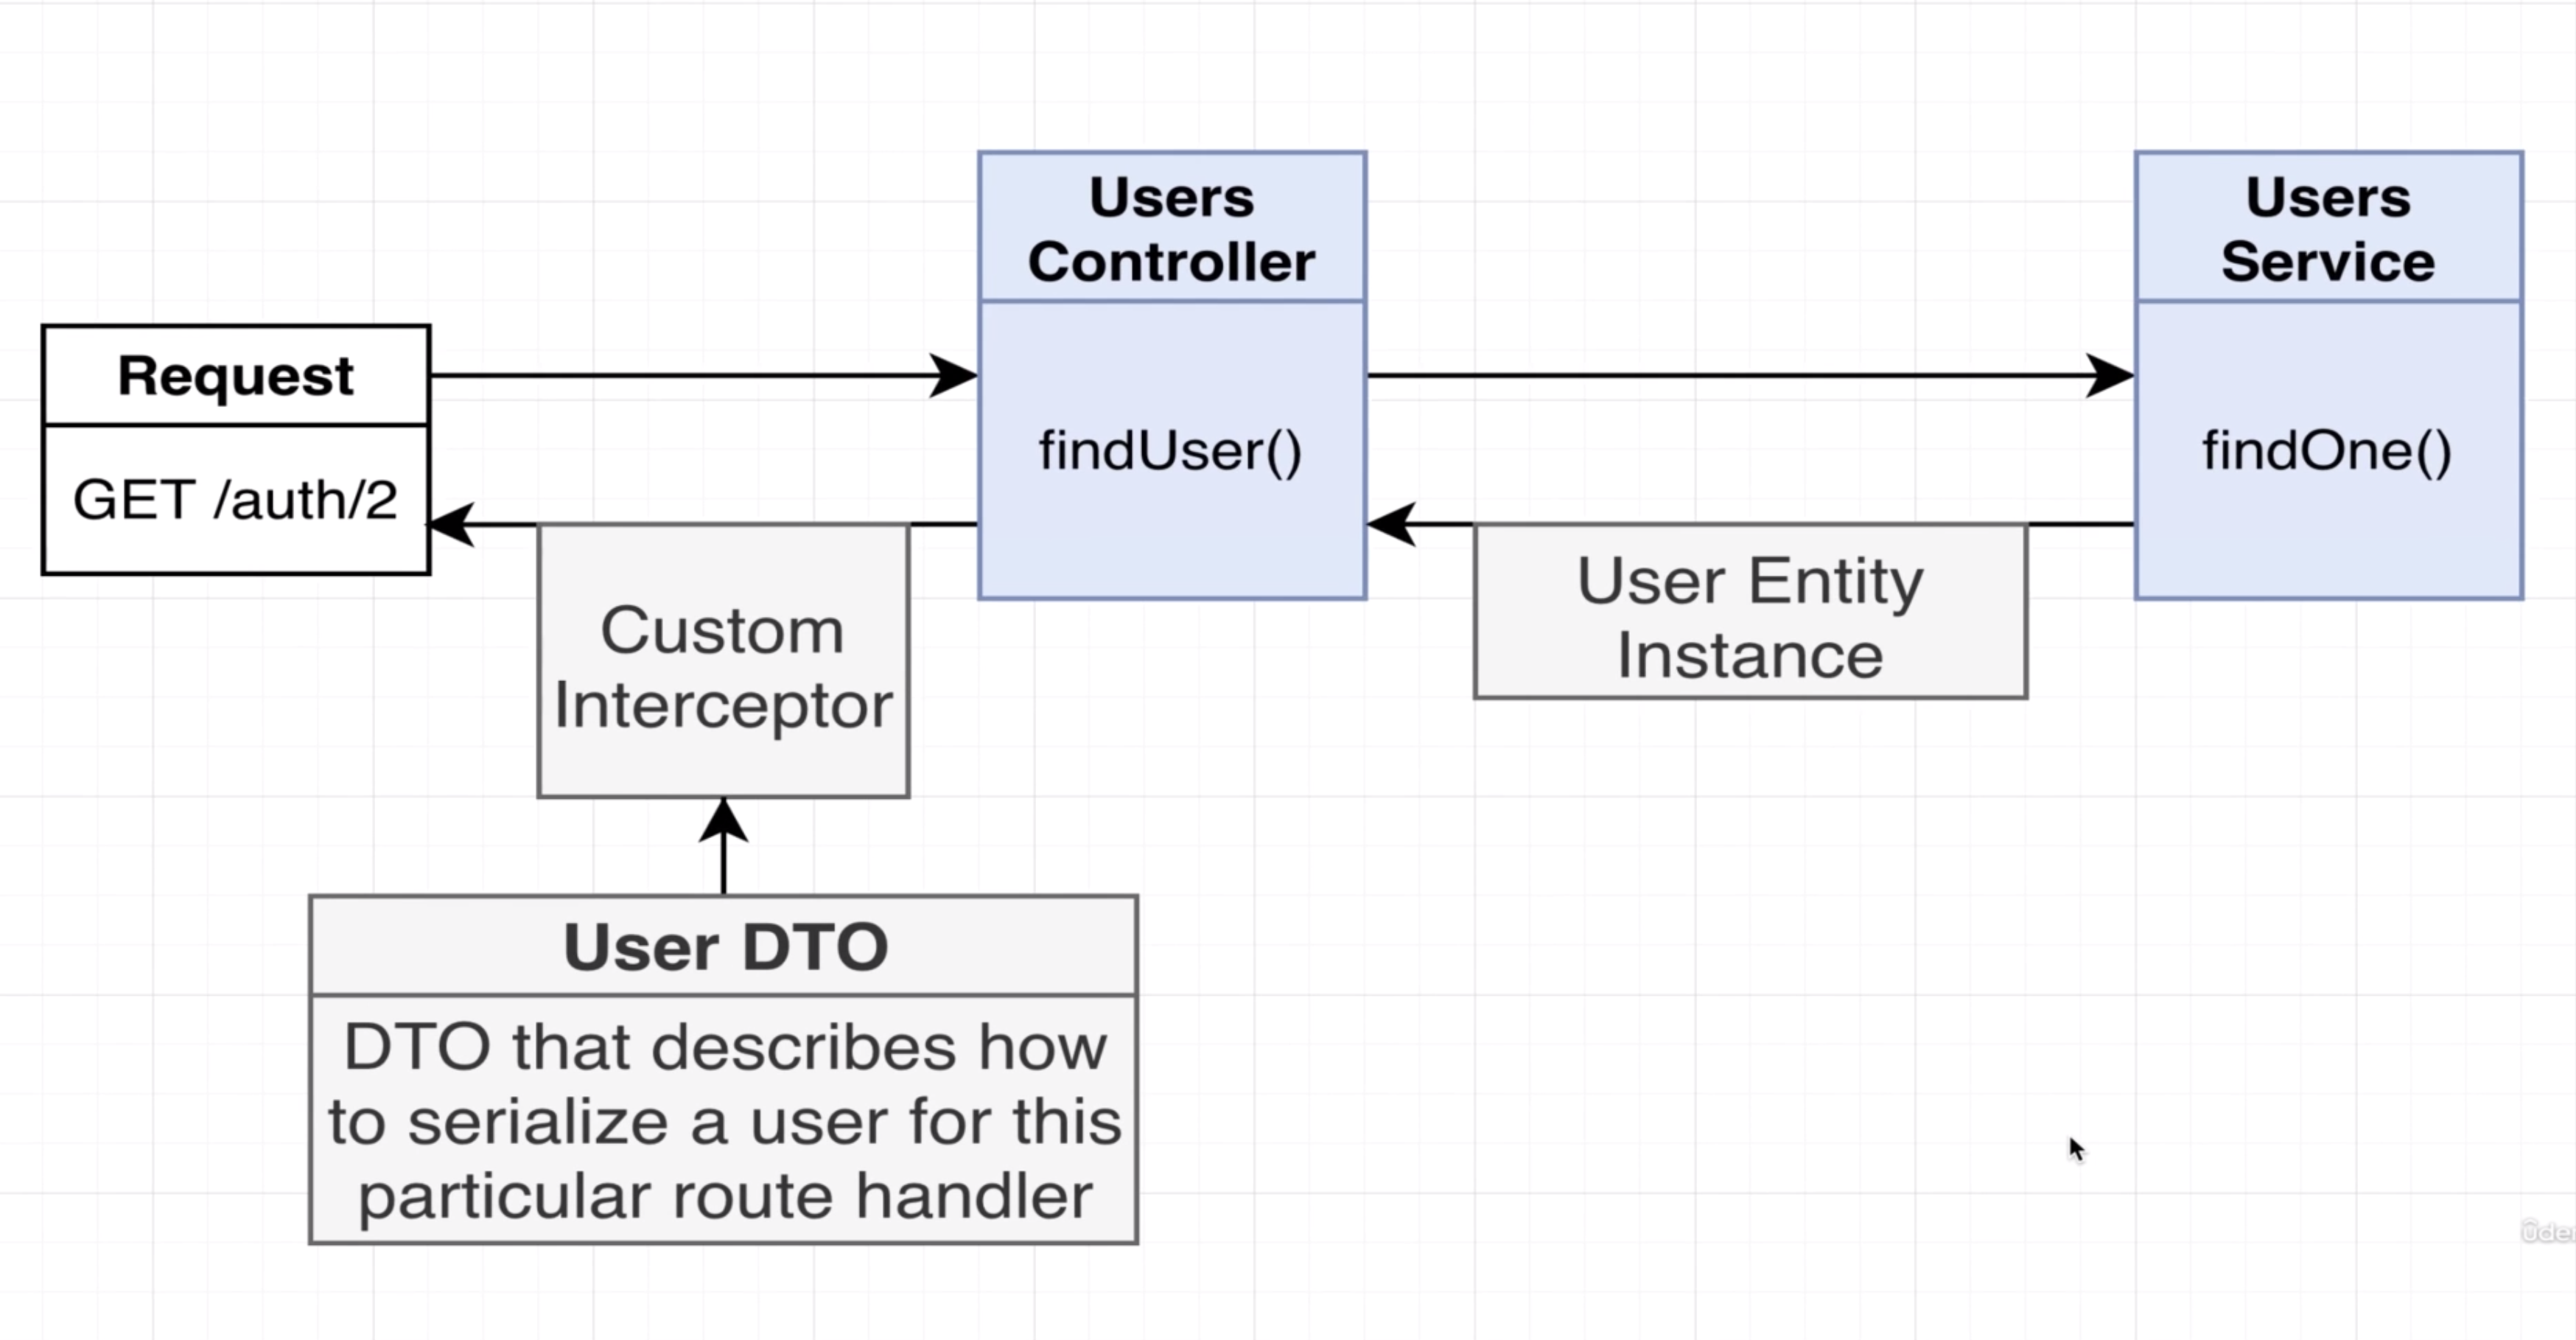 Users
Controller
Users
Service
Request
GET /auth/2
findUser()
findOne()
Custom
Interceptor
User Entity
Instance
User DTO
DTO that describes how
to serialize a user for this
particular route handler